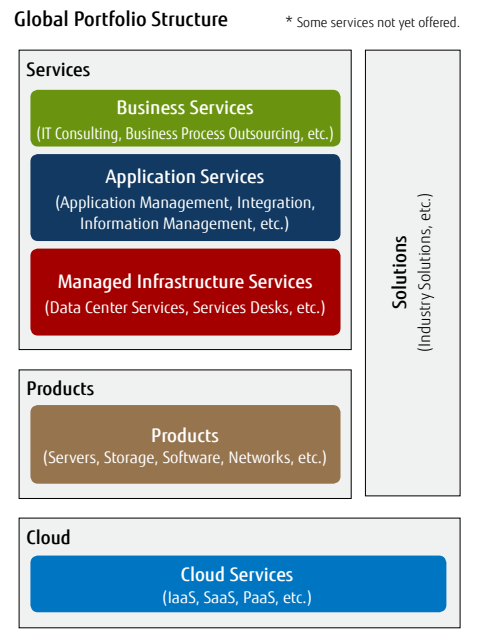 Global Portfolio Structure
* Some services not yet offered.
Services
Business Services
(IT Consulting, Business Process Outsourcing, etc.)
Application Services
(Application Management, Integration,
Information Management, etc.)
Managed Infrastructure Services
(Data Center Services, Services Desks, etc.)
Solutions
(Industry Solutions, etc.)
Products
Products
(Servers, Storage, Software, Networks, etc.)
Cloud
Cloud Services
(IaaS, SaaS, PaaS, etc.)